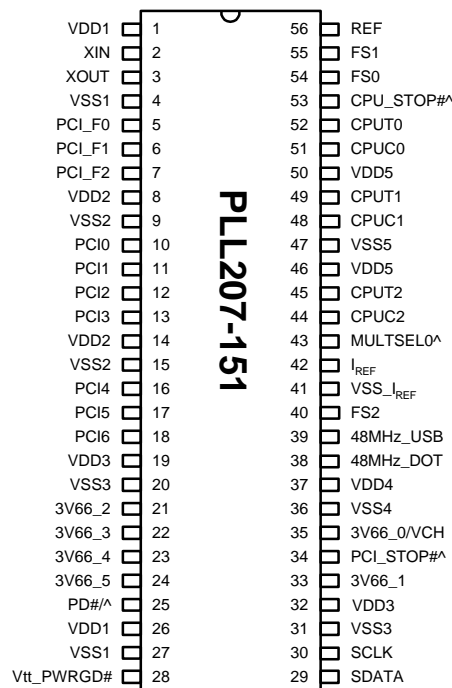 VDD1 1 56 REF
XIN 2 55 FS1
XOUT 3 54 FS0
VSS1 4 53 CPU_STOP#^
PCI_F0 5 52 CPUT0
PCI_F1 6 51 CPUC0
PCI_F2 7 50 VDD5
VDD2 8 49 CPUT1
VSS2 9 48 CPUC1
PCI0 10 47 VSS5
PCI1 11 46 VDD5
PCI2 12 45 CPUT2
PCI3 13 44 CPUC2
VDD2 14 43 MULTSEL0^
VSS2 15 42 IREF
PCI4 16 41 VSS_IREF
PCI5 17 40 FS2
PCI6 18 39 48MHz_USB
VDD3 19 38 48MHz_DOT
VSS3 20 37 VDD4
3V66_2 21 36 VSS4
3V66_3 22 35 3V66_0/VCH
3V66_4 23 34 PCI_STOP#^
3V66_5 24 33 3V66_1
PD#/^ 25 32 VDD3
VDD1 26 31 VSS3
VSS1 27 30 SCLK
Vtt_PWRGD# 28 29 SDATA
PLL207-151